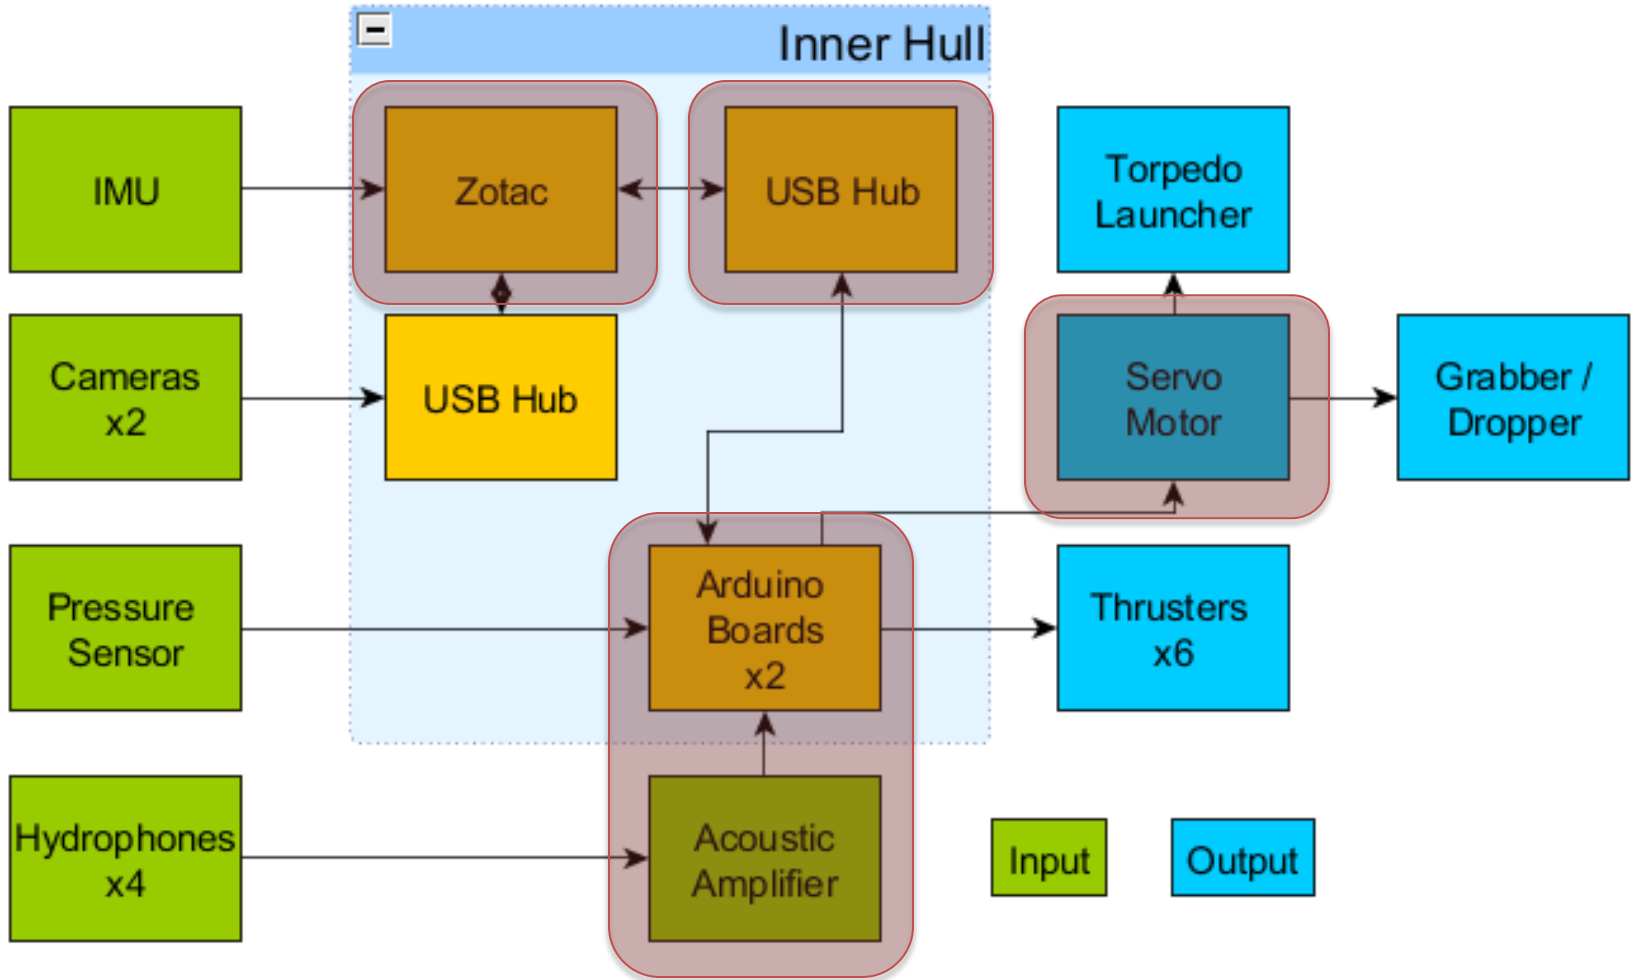 Inner Hull
IMU
Zotac
USB Hub
Torpedo
Launcher
Cameras
x2
USB Hub
Servo
Motor
Grabber /
Dropper
Pressure
Sensor
Arduino
Boards
x2
Thrusters
x6
Hydrophones
x4
Acoustic
Amplifier
Input
Output